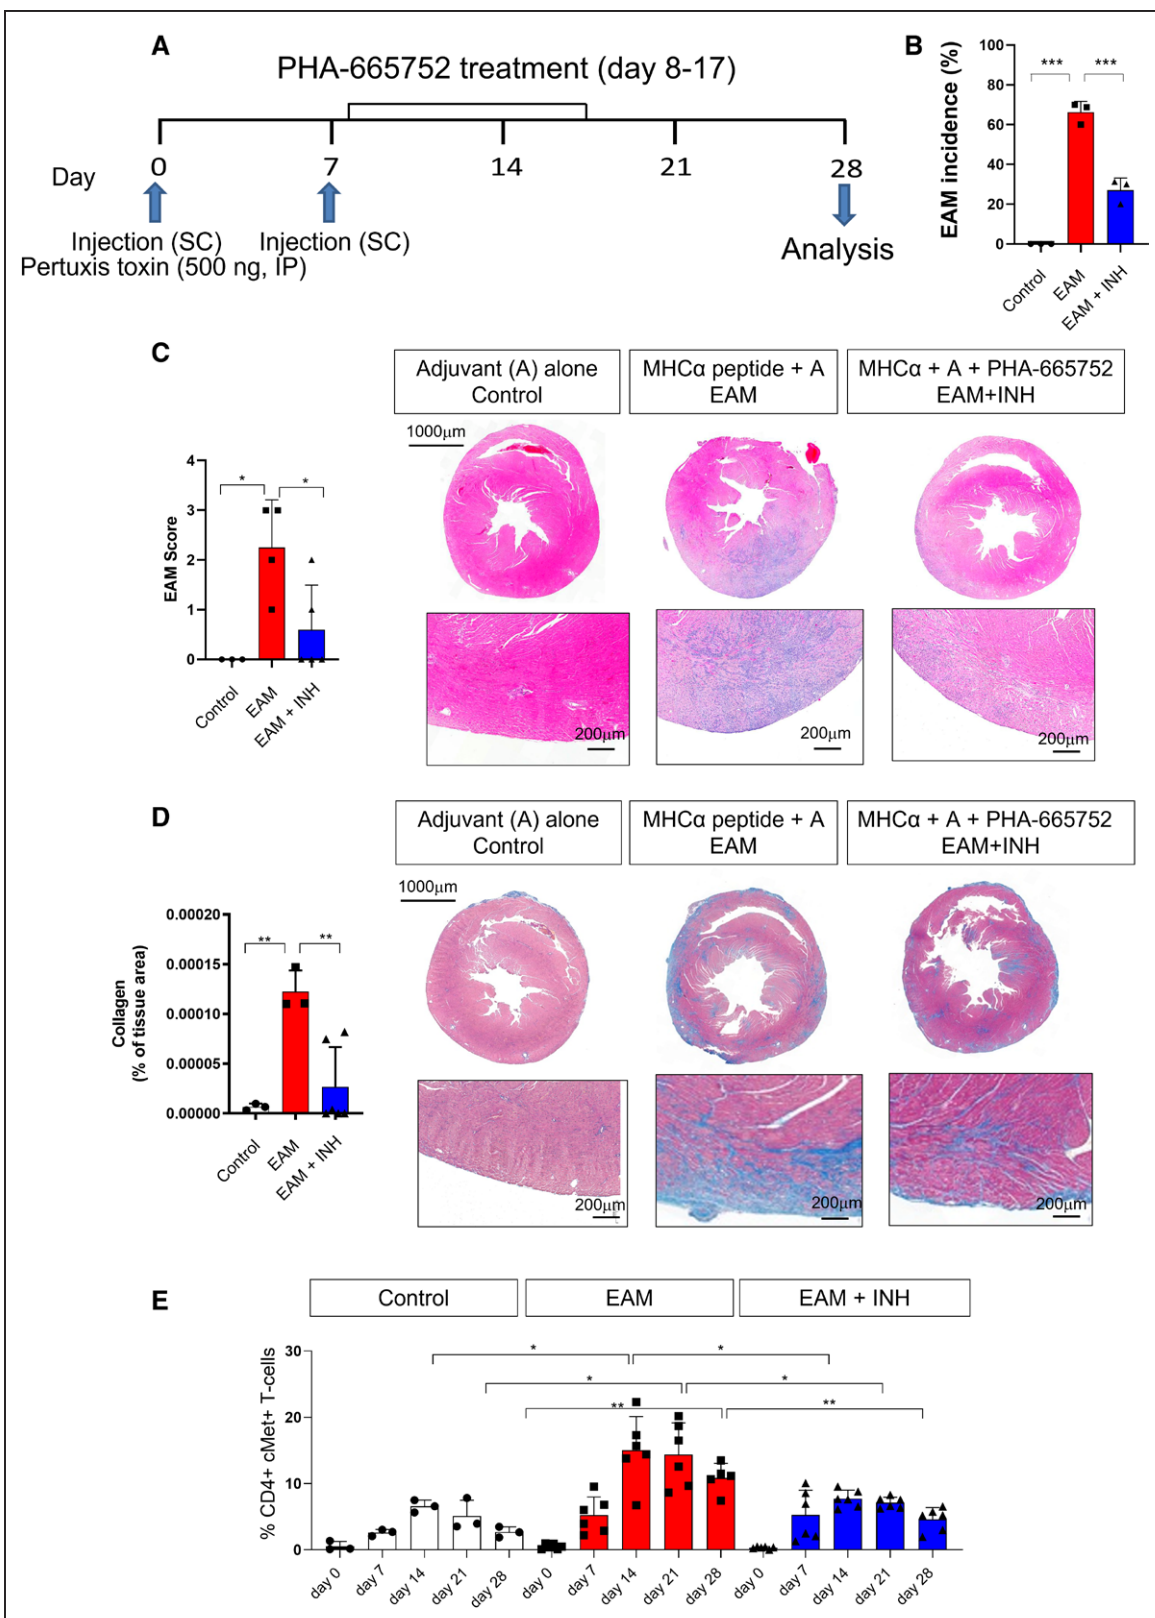 A
PHA-665752 treatment (day 8-17)
Day
0 7 14 21 28
Injection (SC) Injection (SC)
Pertuxis toxin (500 ng, IP)
Analysis
B
EAM incidence (%)
100
80
60
40
20
0
*** ***
Control
EAM
EAM + INH
C
EAM Score
4
3
2
1
0
* *
Control
EAM
EAM + INH
Adjuvant (A) alone
Control
MHCα peptide + A
EAM
MHCα + A + PHA-665752
EAM+INH
1000μm
200μm
200μm
200μm
D
Collagen
(% of tissue area)
0.00020
0.00015
0.00010
0.00005
0.00000
** **
Control
EAM
EAM + INH
Adjuvant (A) alone
Control
MHCα peptide + A
EAM
MHCα + A + PHA-665752
EAM+INH
1000μm
200μm
200μm
200μm
E
Control
EAM
EAM + INH
% CD4+ cMet+ T-cells
30
20
10
0
* *
* *
** **
day 0
day 7
day 14
day 21
day 28
day 0
day 7
day 14
day 21
day 28
day 0
day 7
day 14
day 21
day 28